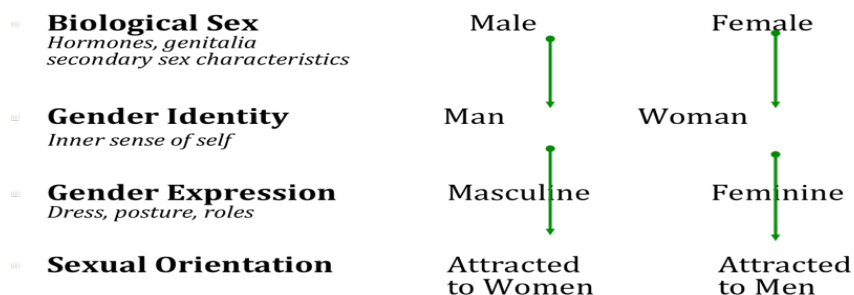 Biological Sex Male Female
Hormones, genitalia
secondary sex characteristics
Gender Identity Man Woman
Inner sense of self
Gender Expression Masculine Feminine
Dress, posture, roles
Sexual Orientation Attracted Attracted
to Women to Men